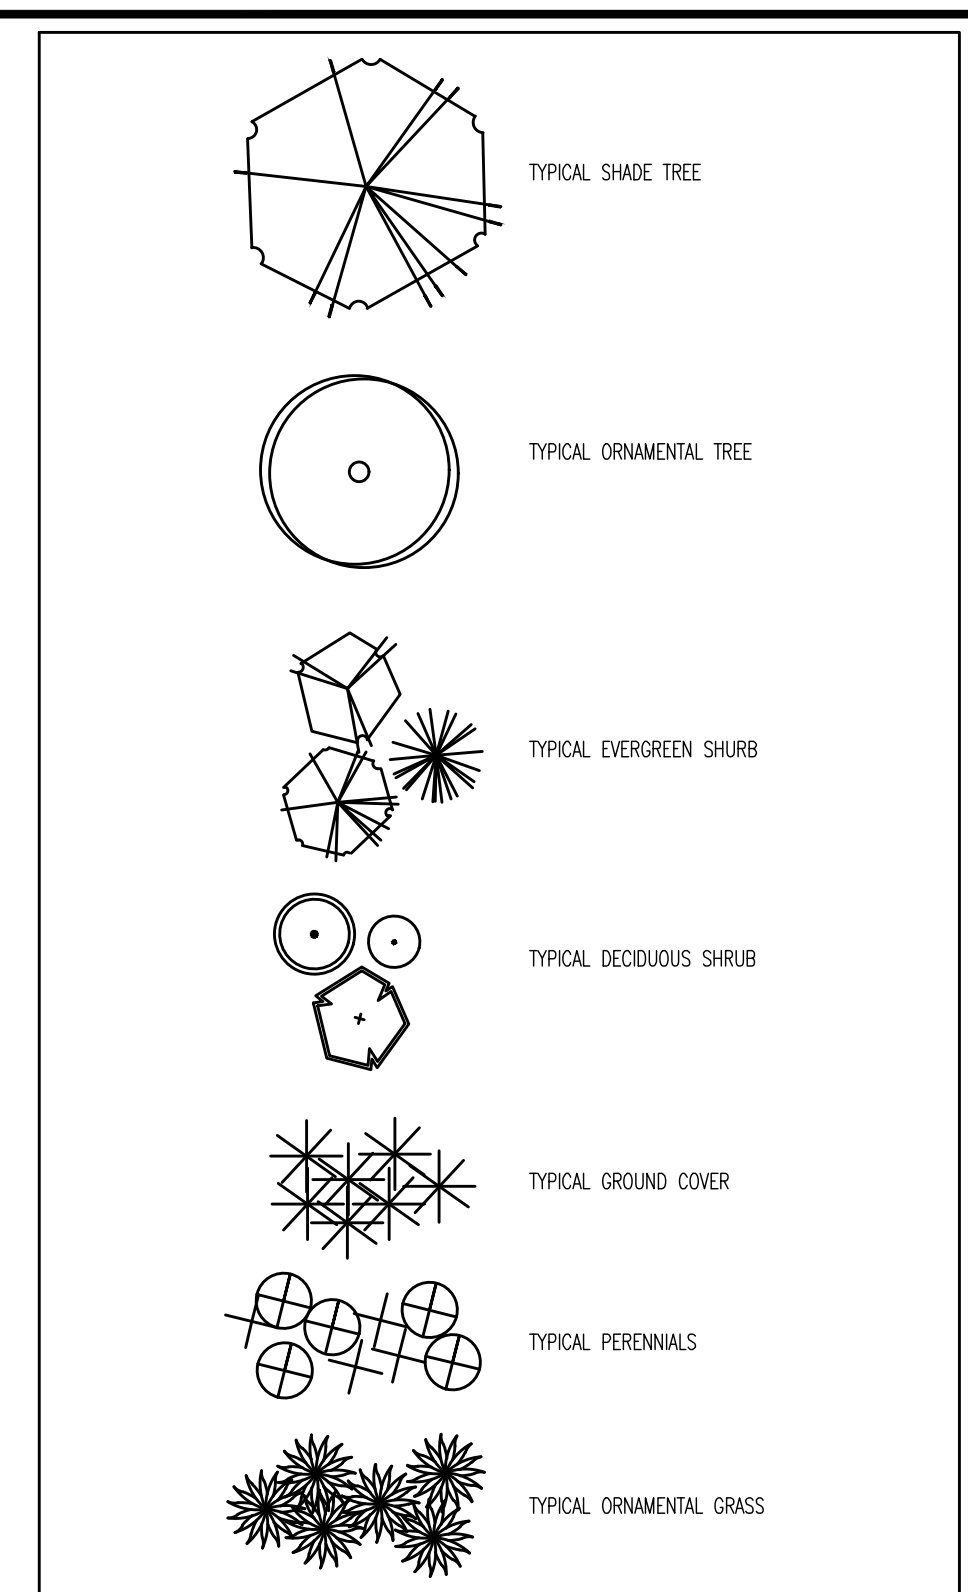 TYPICAL SHADE TREE
TYPICAL ORNAMENTAL TREE
TYPICAL EVERGREEN SHURB
TYPICAL DECIDUOUS SHRUB
TYPICAL GROUND COVER
TYPICAL PERENNIALS
TYPICAL ORNAMENTAL GRASS